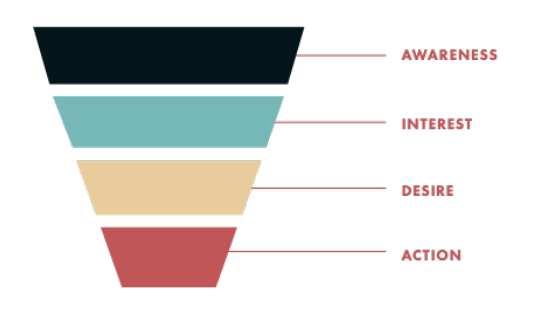 AWARENESS
INTEREST
DESIRE
ACTION